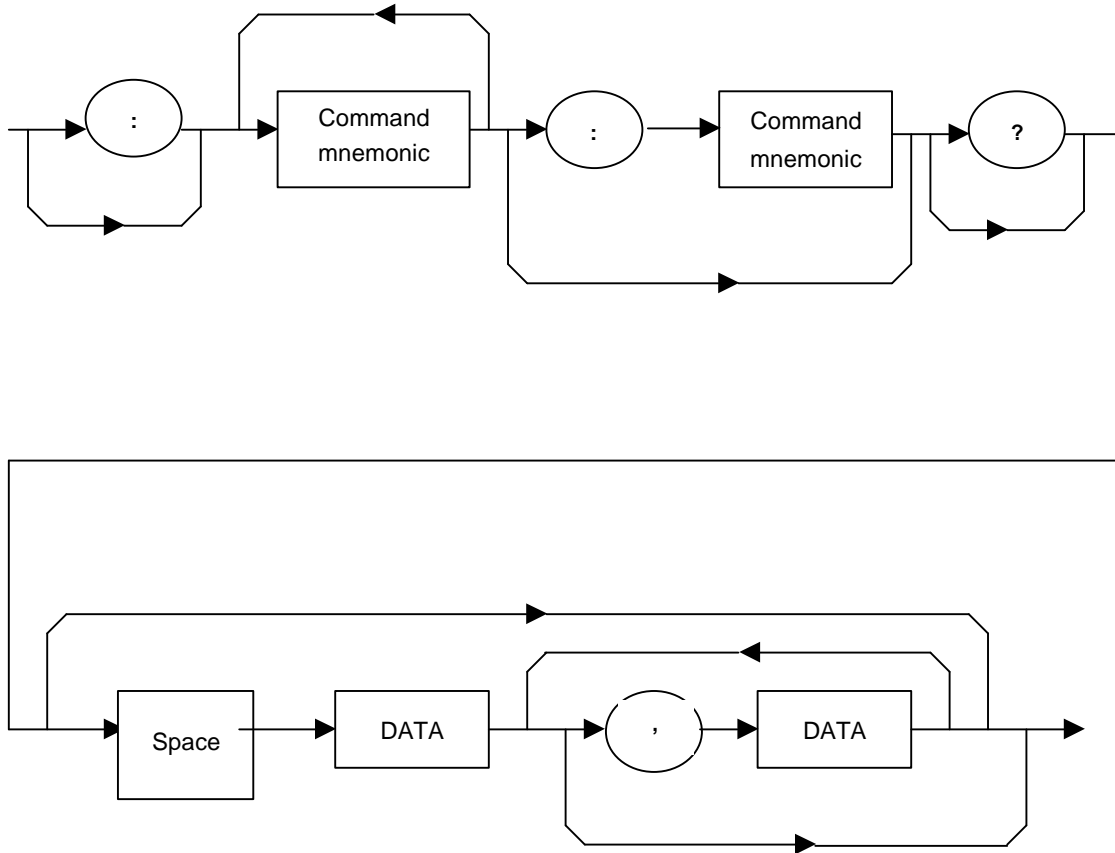 :
Command
mnemonic
:
Command
mnemonic
?
Space
DATA
,
DATA